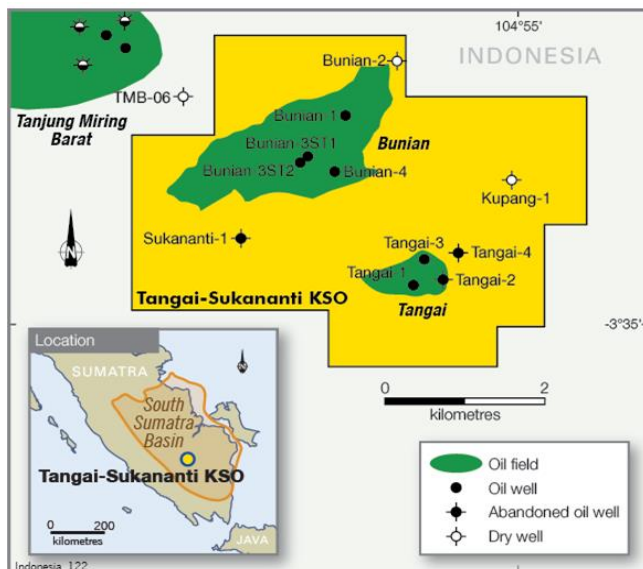 104°55'
INDONESIA
Bunian-2
TMB-06
Tanjung Miring
Barat
Bunian-1
Bunian
Bunian-3ST1
Bunian-3ST2
Bunian-4
Kupang-1
Sukananti-1
Tangai-3
Tangai-4
Tangai-1
Tangai-2
Tangai-Sukananti KSO
Tangai
N
-3°35'
Location
SUMATRA
South
Sumatra
Basin
Tangai-Sukananti KSO
0 200
kilometres
JAVA
0 2
kilometres
Oil field
Oil well
Abandoned oil well
Dry well
Indonesia_122